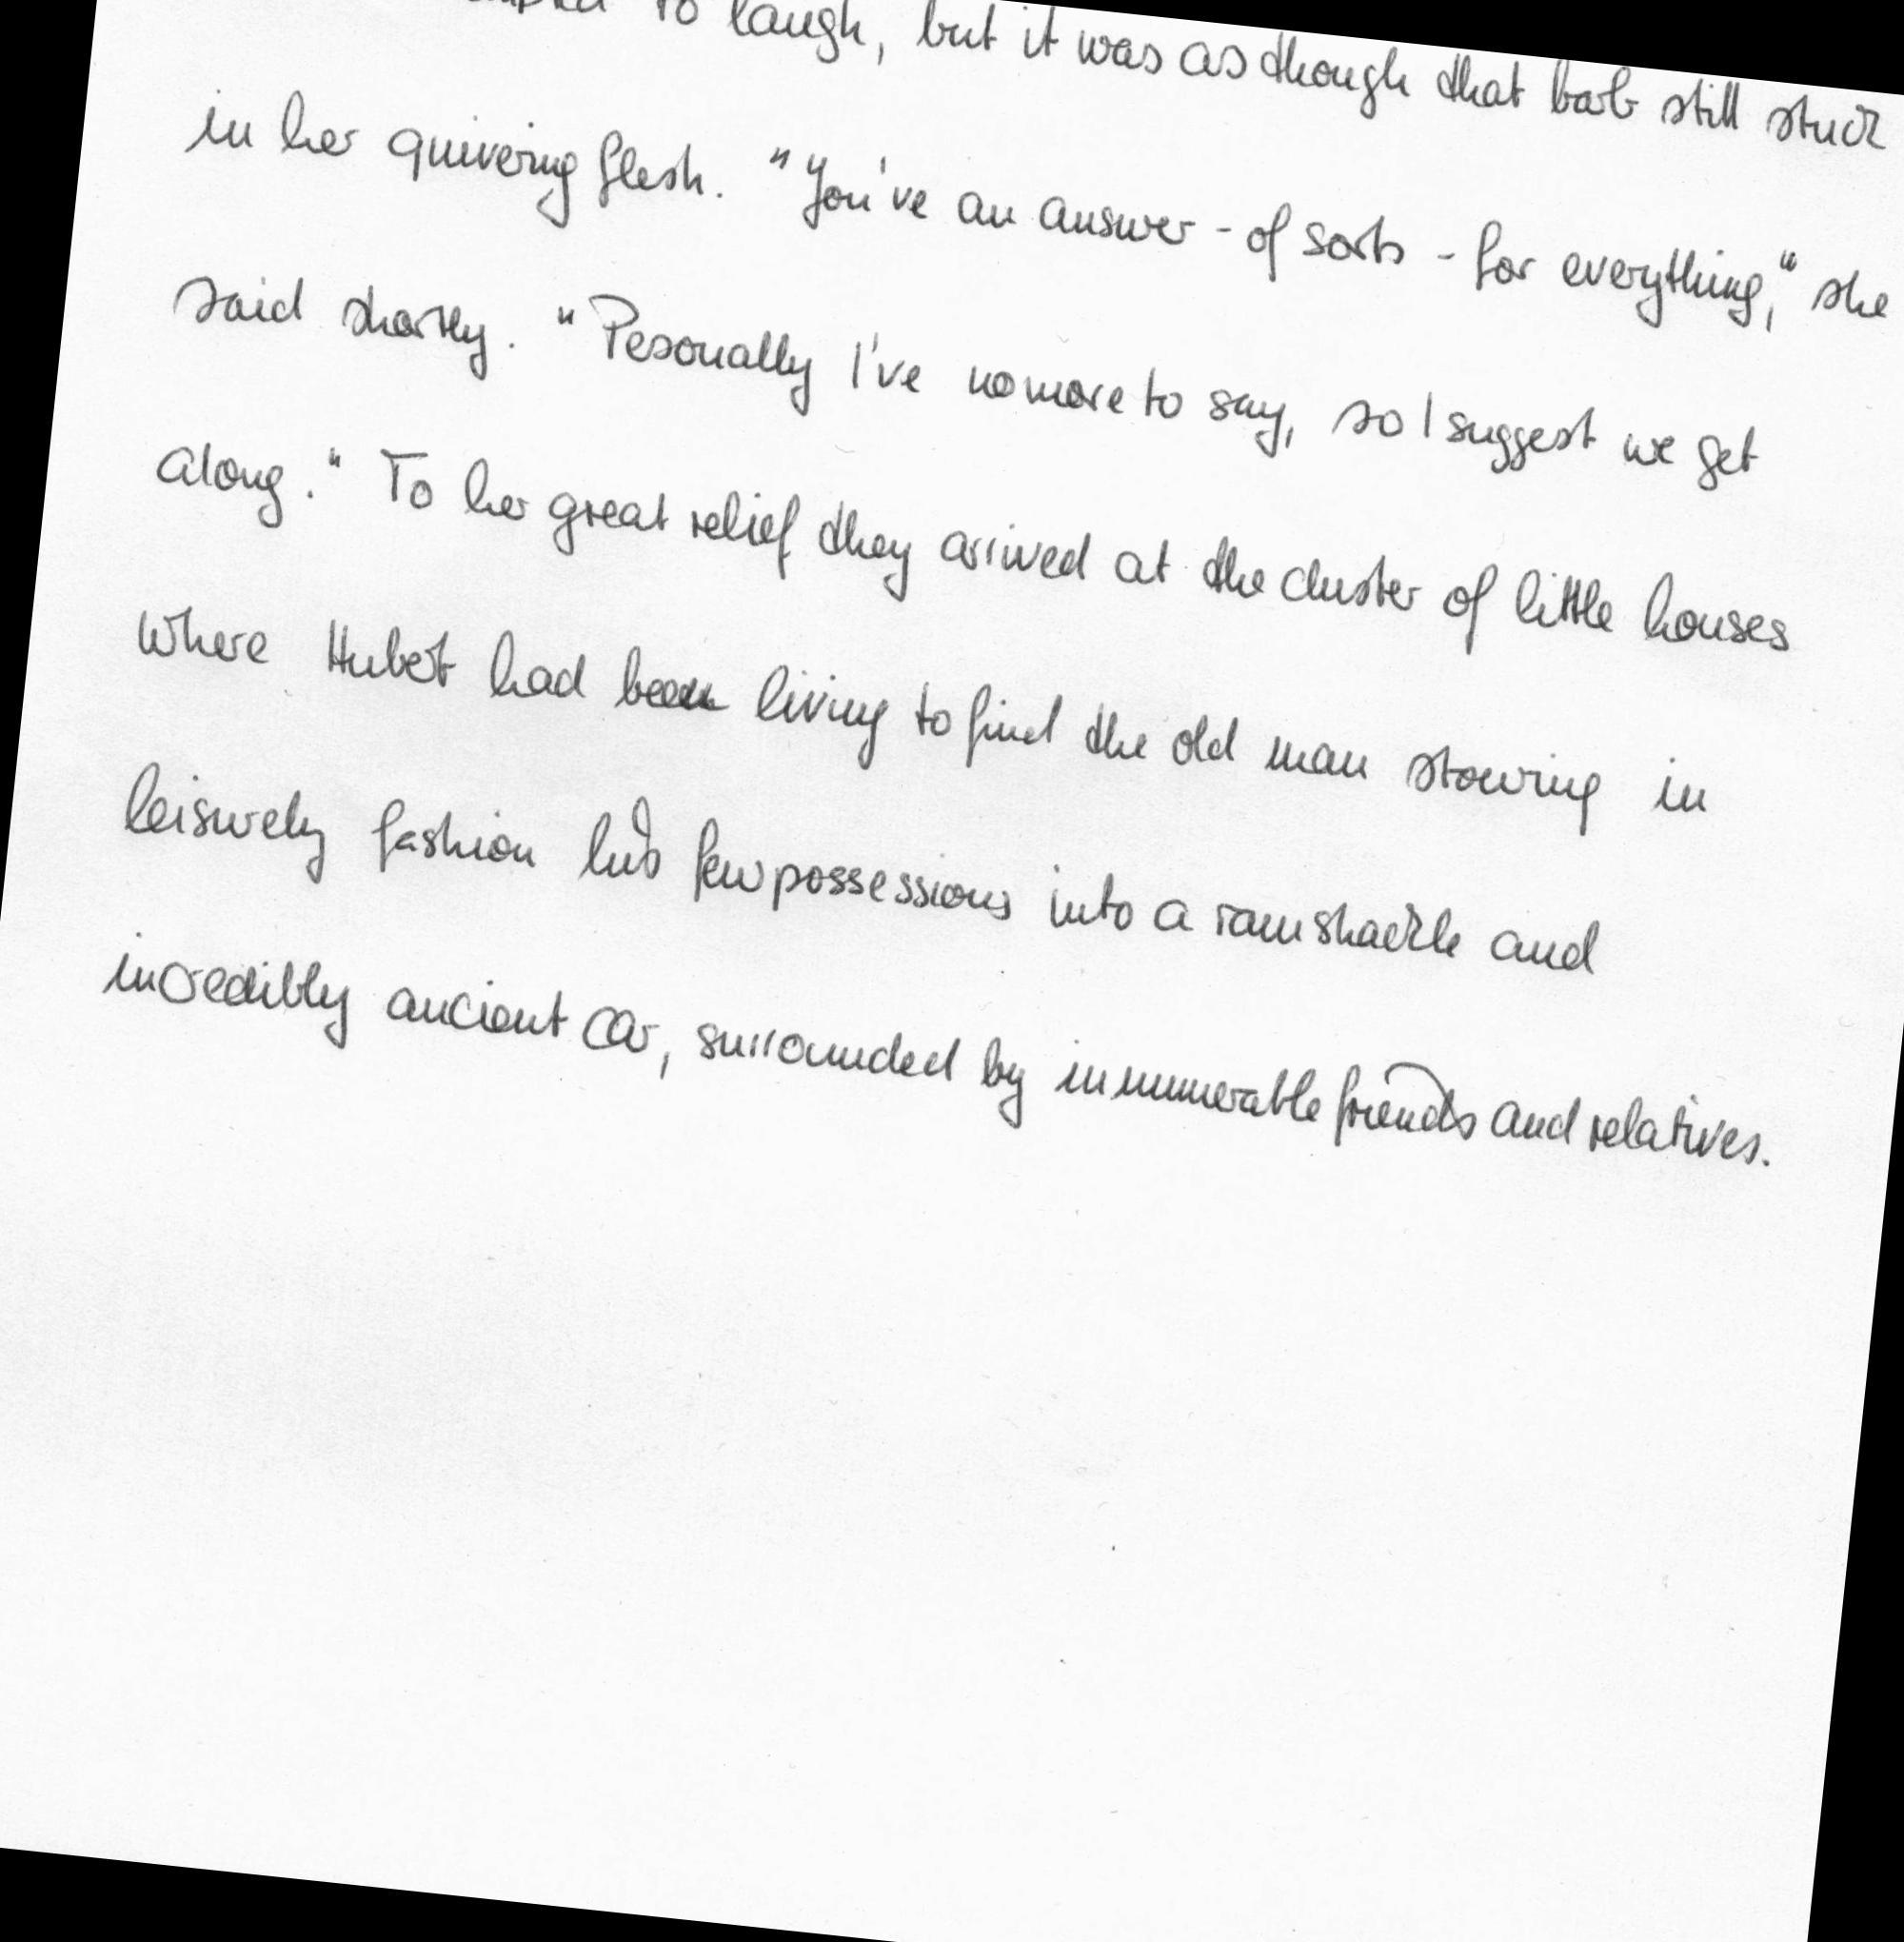 to laugh, but it was as though that barb still stuck
in her quivering flesh. "You've an answer - of sorts - for everything," she
said shortly. "Pesonally I've no more to say, so I suggest we get
along." To her great relief they arrived at the cluster of little houses
where Hubert had been living to find the old man stowing in
leisurely fashion his few possessions into a ramshackle and
incredibly ancient car, surrounded by innumerable friends and relatives.